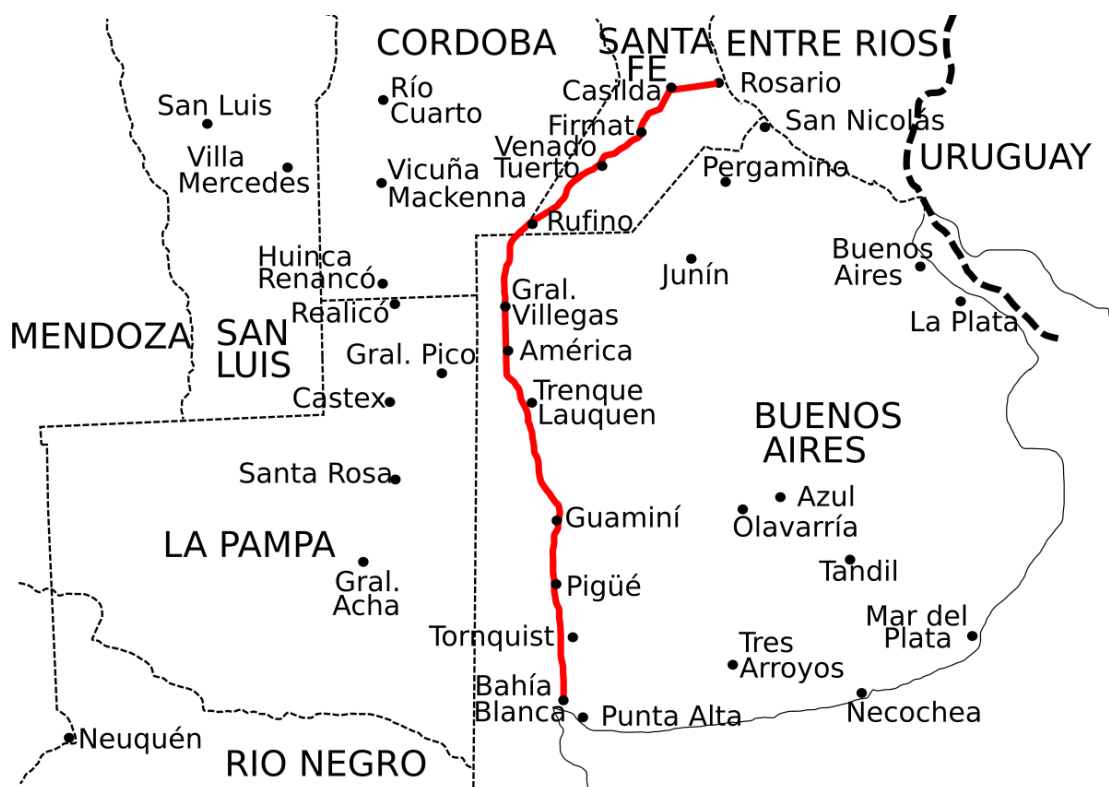 CORDOBA
SANTA
FE
ENTRE RIOS
Rosario
Casilda
Río
Cuarto
San Luis
Firmat
San Nicolás
Venado
Tuerto
Villa
Mercedes
Vicuña
Mackenna
Pergamino
URUGUAY
Rufino
Huinca
Renancó
Junín
Buenos
Aires
Realicó
Gral.
Villegas
La Plata
MENDOZA
SAN
LUIS
Gral. Pico
América
Castex
Trenque
Lauquen
BUENOS
AIRES
Santa Rosa
Azul
Olavarría
Guaminí
LA PAMPA
Gral.
Acha
Tandil
Pigüé
Tornquist
Mar del
Plata
Tres
Arroyos
Bahía
Blanca
Punta Alta
Necochea
Neuquén
RIO NEGRO